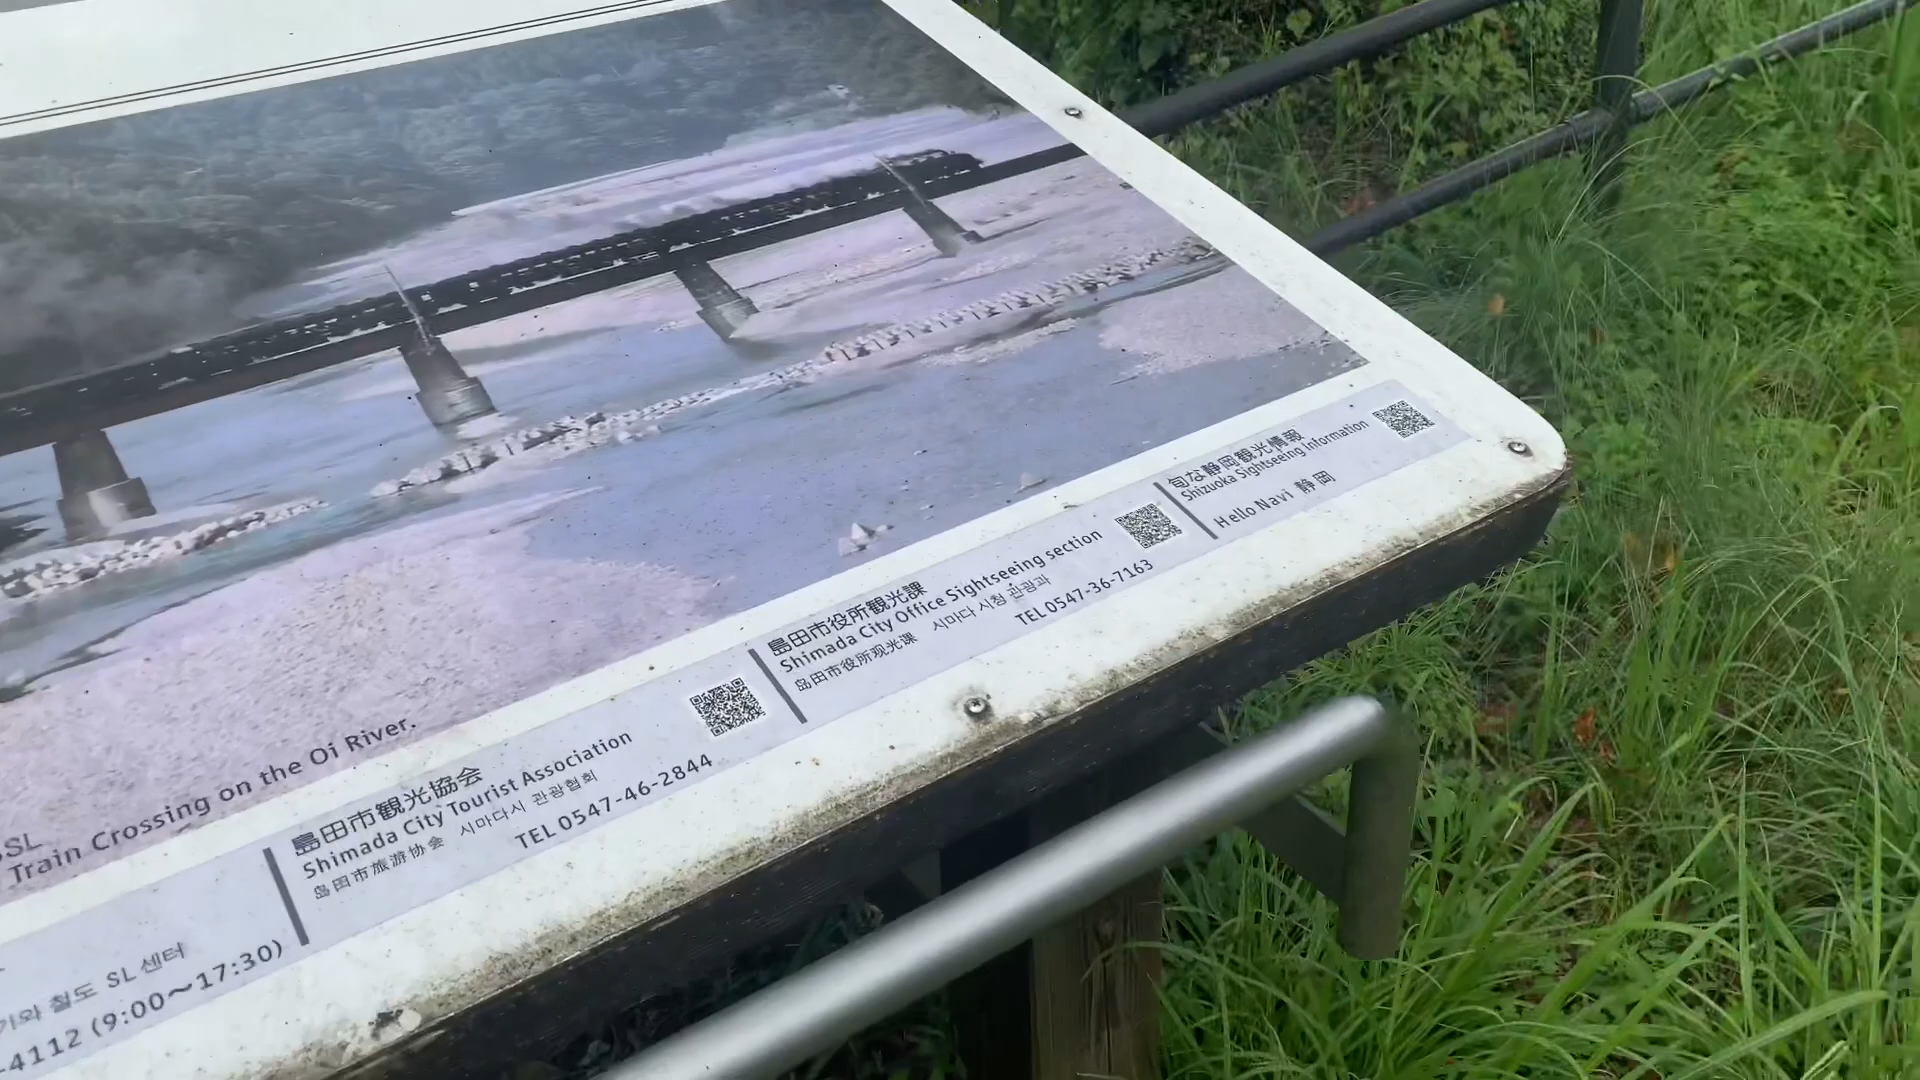 SL
Train Crossing on the Oi River.
철도 SL 센터
-4112 (9:00～17:30)
島田市観光協会
Shimada City Tourist Association
岛田市旅游协会 시마다시 관광협회
TEL 0547-46-2844
島田市役所観光課
Shimada City Office Sightseeing section
岛田市役所观光课 시마다 시청 관광과
TEL 0547-36-7163
旬な静岡観光情報
Shizuoka Sightseeing Information
Hello Navi 静岡